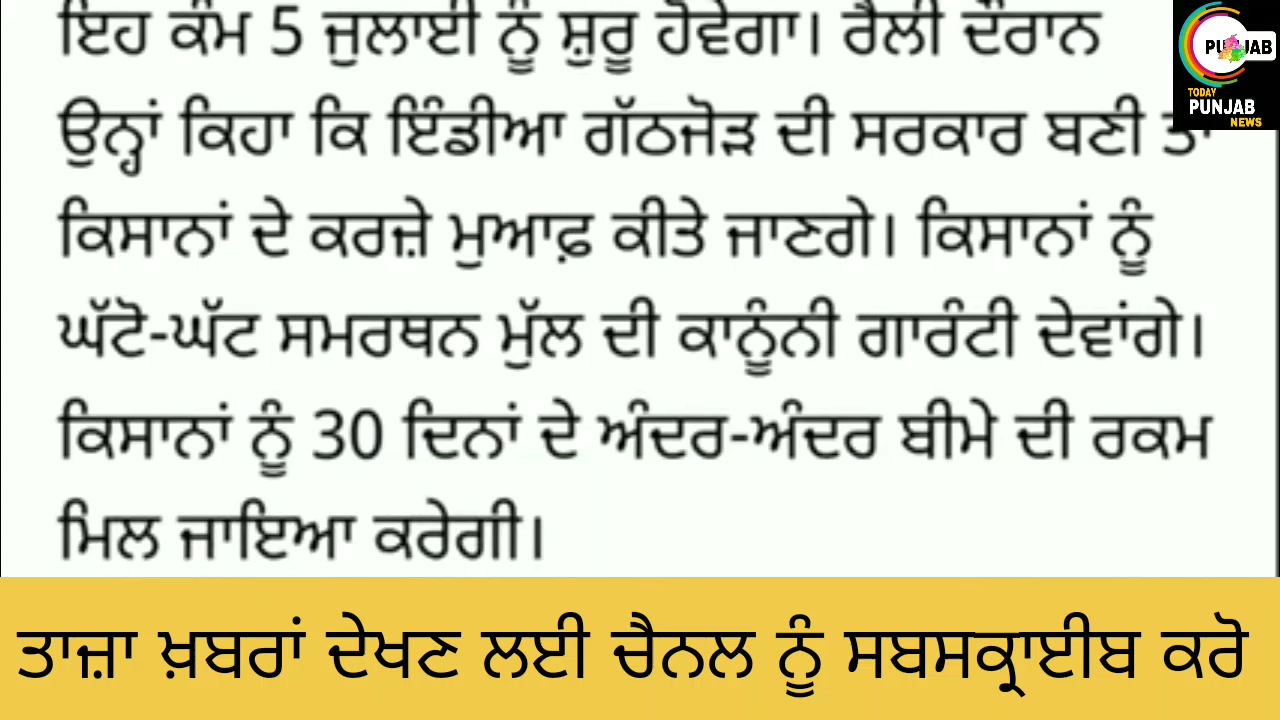 ਇਹ ਕੰਮ 5 ਜੁਲਾਈ ਨੂੰ ਸ਼ੁਰੂ ਹੋਵੇਗਾ। ਰੈਲੀ ਦੌਰਾਨ
ਉਨ੍ਹਾਂ ਕਿਹਾ ਕਿ ਇੰਡੀਆ ਗੱਠਜੋੜ ਦੀ ਸਰਕਾਰ ਬਣੀ ਤਾਂ
ਕਿਸਾਨਾਂ ਦੇ ਕਰਜ਼ੇ ਮੁਆਫ਼ ਕੀਤੇ ਜਾਣਗੇ। ਕਿਸਾਨਾਂ ਨੂੰ
ਘੱਟੋ-ਘੱਟ ਸਮਰਥਨ ਮੁੱਲ ਦੀ ਕਾਨੂੰਨੀ ਗਾਰੰਟੀ ਦੇਵਾਂਗੇ।
ਕਿਸਾਨਾਂ ਨੂੰ 30 ਦਿਨਾਂ ਦੇ ਅੰਦਰ-ਅੰਦਰ ਬੀਮੇ ਦੀ ਰਕਮ
ਮਿਲ ਜਾਇਆ ਕਰੇਗੀ।
PUNJAB
TODAY
PUNJAB
NEWS
ਤਾਜ਼ਾ ਖ਼ਬਰਾਂ ਦੇਖਣ ਲਈ ਚੈਨਲ ਨੂੰ ਸਬਸਕ੍ਰਾਈਬ ਕਰੋ